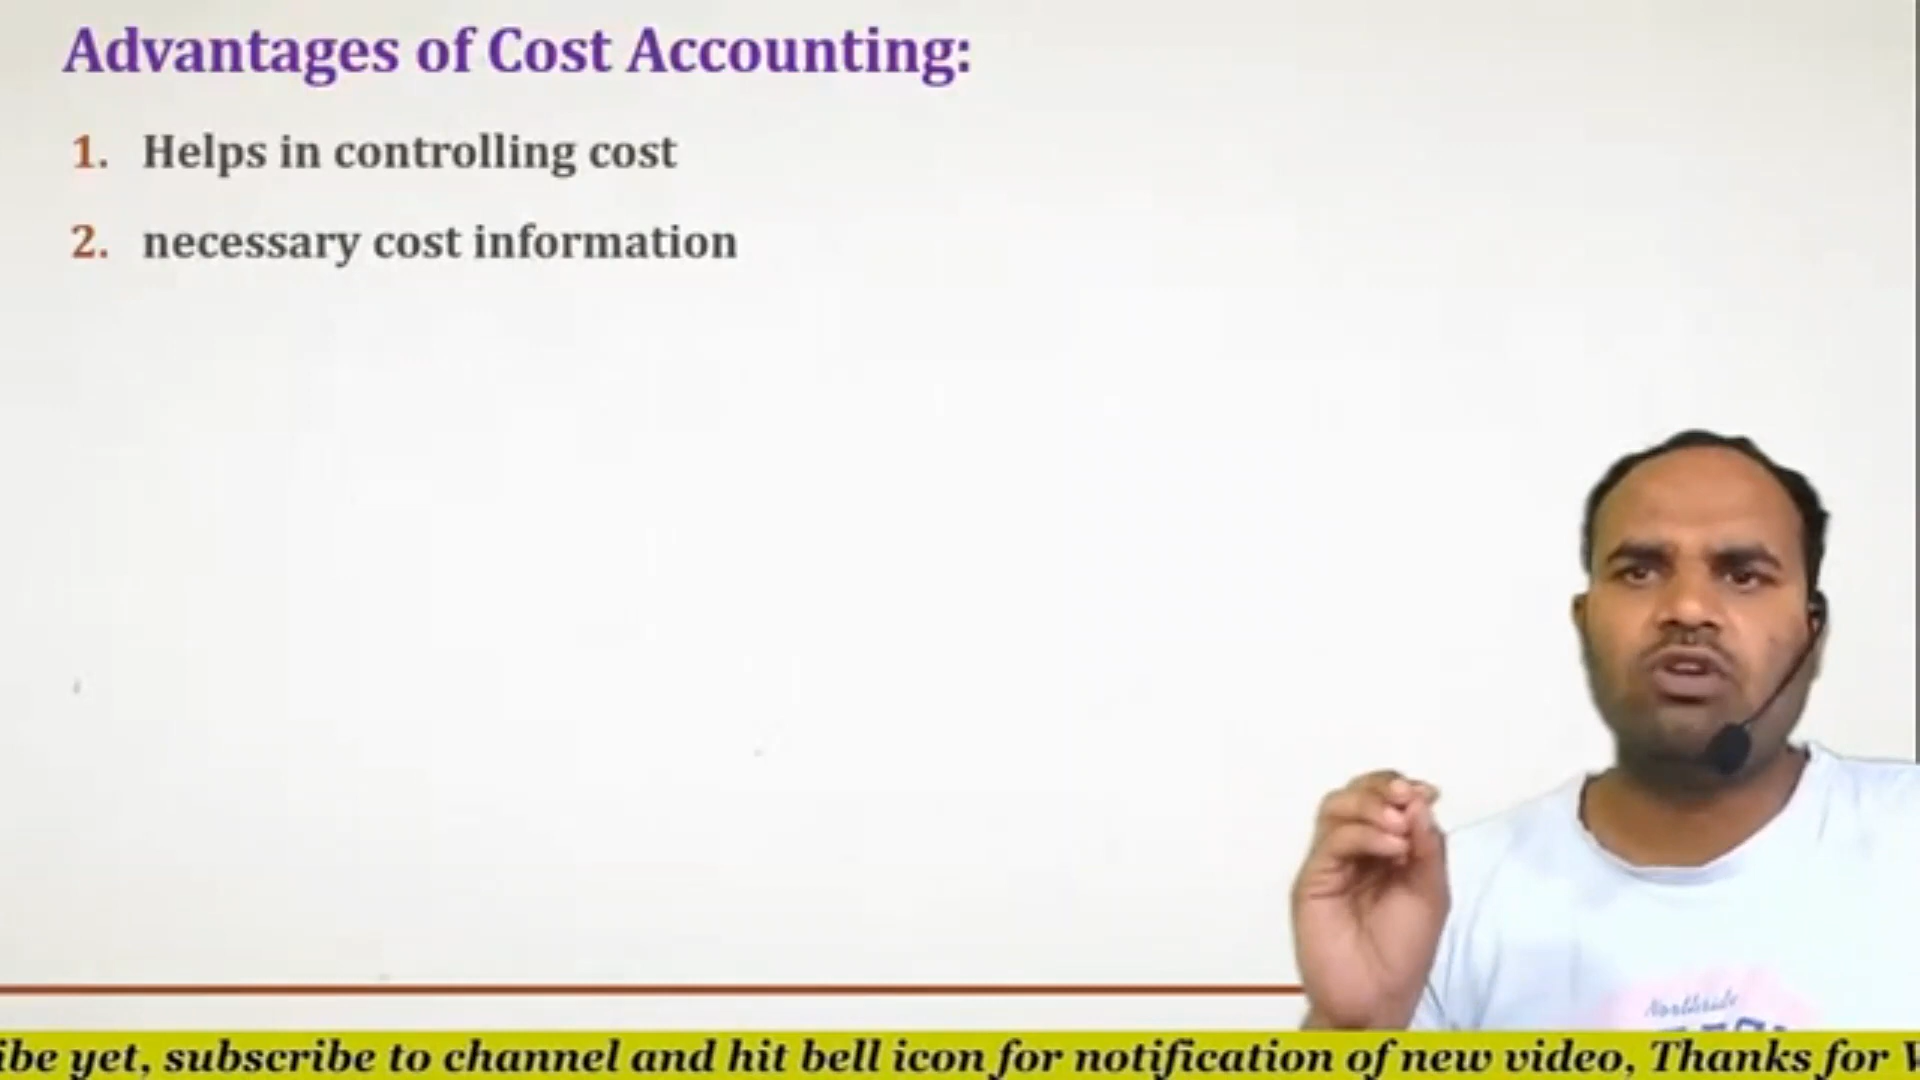 Advantages of Cost Accounting:
1. Helps in controlling cost
2. necessary cost information
Northside
ibe yet, subscribe to channel and hit bell icon for notification of new video, Thanks for